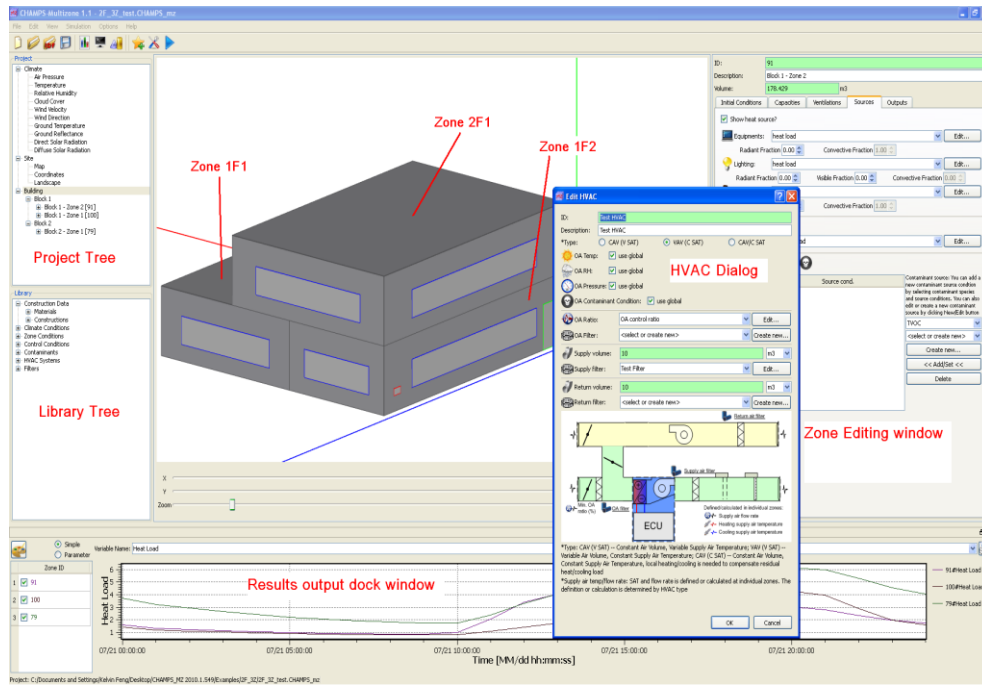 CHAMPS-Multizone 1.1 - 2F_3Z_test.CHAMPS_mz
File Edit View Simulation Options Help
Project
Climate
Air Pressure
Temperature
Relative Humidity
Cloud Cover
Wind Velocity
Wind Direction
Ground Temperature
Ground Reflectance
Direct Solar Radiation
Diffuse Solar Radiation
Site
Map
Coordinates
Landscape
Building
Block 1
Block 1 - Zone 2 [91]
Block 1 - Zone 1 [100]
Block 2
Block 2 - Zone 1 [79]
Project Tree
Library
Construction Data
Materials
Constructions
Climate Conditions
Zone Conditions
Control Conditions
Contaminants
HVAC Systems
Filters
Library Tree
Zone 1F1
Zone 2F1
Zone 1F2
X
Y
Zoom
ID: 91
Description: Block 1 - Zone 2
Volume: 178.429 m3
Initial Conditions Capacities Ventilations Sources Outputs
Show heat source?
Equipments: heat load Edit...
Radiant Fraction 0.00 Convective Fraction 1.00
Lighting: heat load Edit...
Radiant Fraction 0.00 Visible Fraction 0.00 Convective Fraction 1.00
Edit...
Convective Fraction 1.00
Edit...
Source cond.
Contaminant source: You can add a
new contaminant source condition
by selecting contaminant species
and source conditions. You can also
edit or create a new contaminant
source by clicking New/Edit button
TVOC
<select or create new>
Create new...
<< Add/Set <<
Delete
Zone Editing window
Edit HVAC
ID: Test HVAC
Description: Test HVAC
*Type: CAV (V SAT) VAV (C SAT) CAV/C SAT
OA Temp: use global
OA RH: use global
OA Pressure: use global
OA Contaminant Condition: use global
HVAC Dialog
OA Ratio: OA control ratio Edit...
OA Filter: <select or create new> Create new...
Supply volume: 10 m3
Supply filter: Test Filter Edit...
Return volume: 10 m3
Return filter: <select or create new> Create new...
Return air filter
Supply air filter
Min. OA
ratio (%)
OA filter
ECU
Defined/calculated in individual zones:
Supply air flow rate
Heating supply air temperature
Cooling supply air temperature
*Type: CAV (V SAT) -- Constant Air Volume, Variable Supply Air Temperature; VAV (C SAT) --
Variable Air Volume, Constant Supply Air Temperature; CAV (C SAT) -- Constant Air Volume,
Constant Supply Air Temperature, local heating/cooling is needed to compensate residual
heat/cooling load
*Supply air temp/flow rate: SAT and flow rate is defined or calculated at individual zones. The
definition or calculation is determined by HVAC type
OK Cancel
Simple
Parameter
Variable Name: Heat Load
Zone ID
1 91
2 100
3 79
Results output dock window
Heat Load
6
5
4
3
2
1
07/21 00:00:00 07/21 05:00:00 07/21 10:00:00 07/21 15:00:00 07/21 20:00:00
Time [MM/dd hh:mm:ss]
91#Heat Load
100#Heat Load
79#Heat Load
Project: C:/Documents and Settings/Kelvin Feng/Desktop/CHAMPS_MZ 2010.1.549/Examples/2F_3Z/2F_3Z_test.CHAMPS_mz